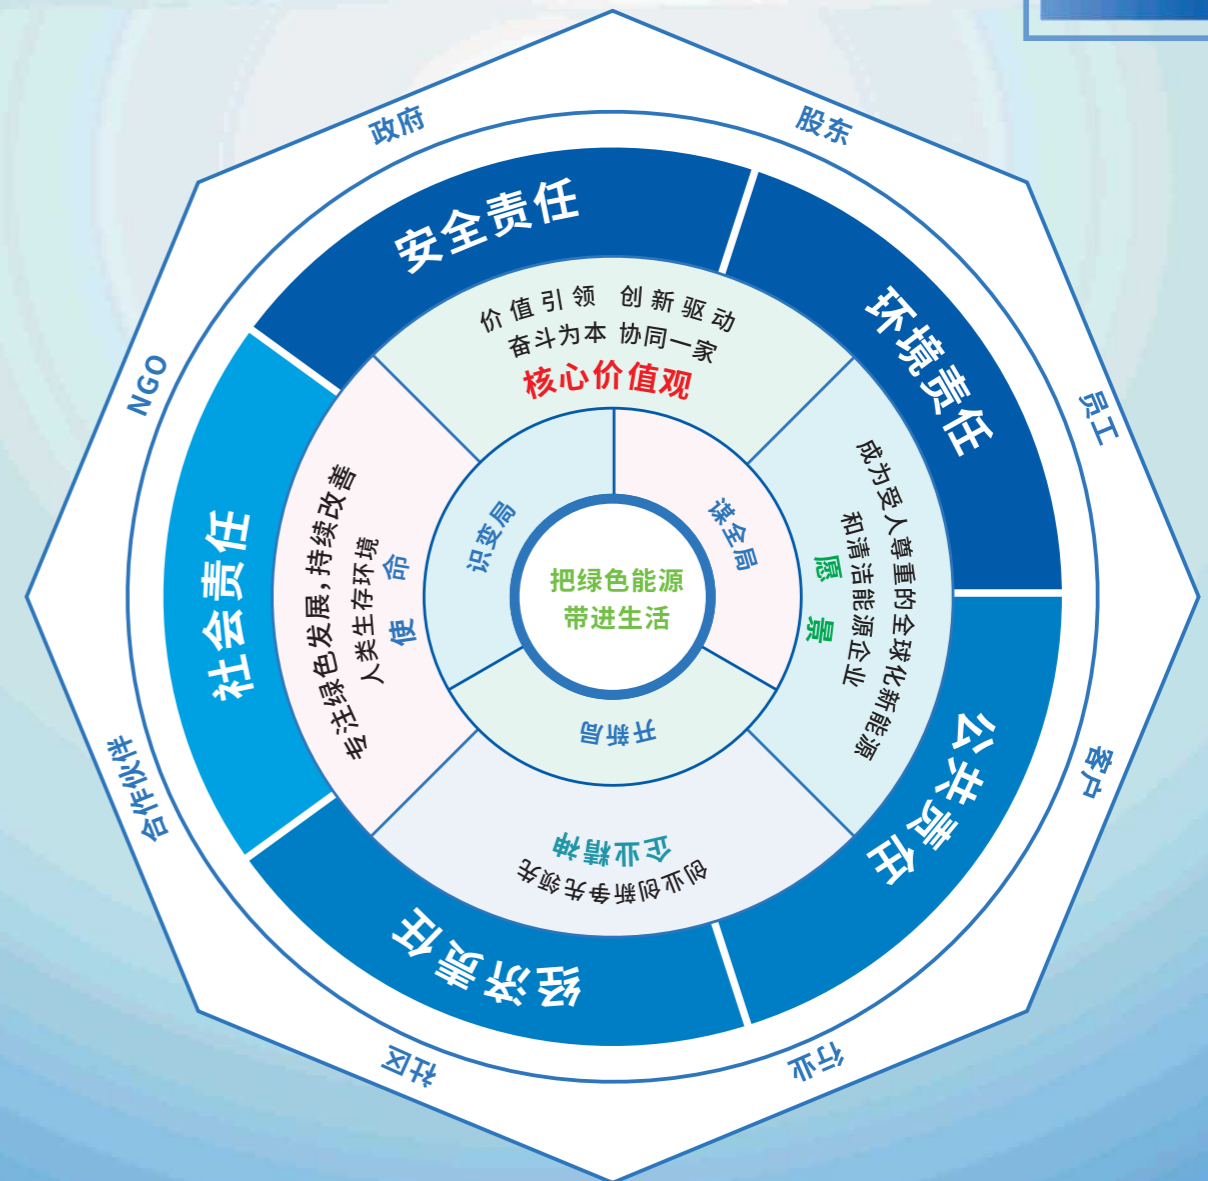 政府
股东
员工
客户
行业
社区
合作伙伴
NGO
安全责任
环境责任
公共责任
经济责任
社会责任
价值引领 创新驱动
奋斗为本 协同一家
核心价值观
成为受人尊重的全球化新能源
和清洁能源企业
愿景
企业精神
创业创新争先领先
专注绿色发展，持续改善
人类生存环境
使命
识变局
谋全局
开新局
把绿色能源
带进生活